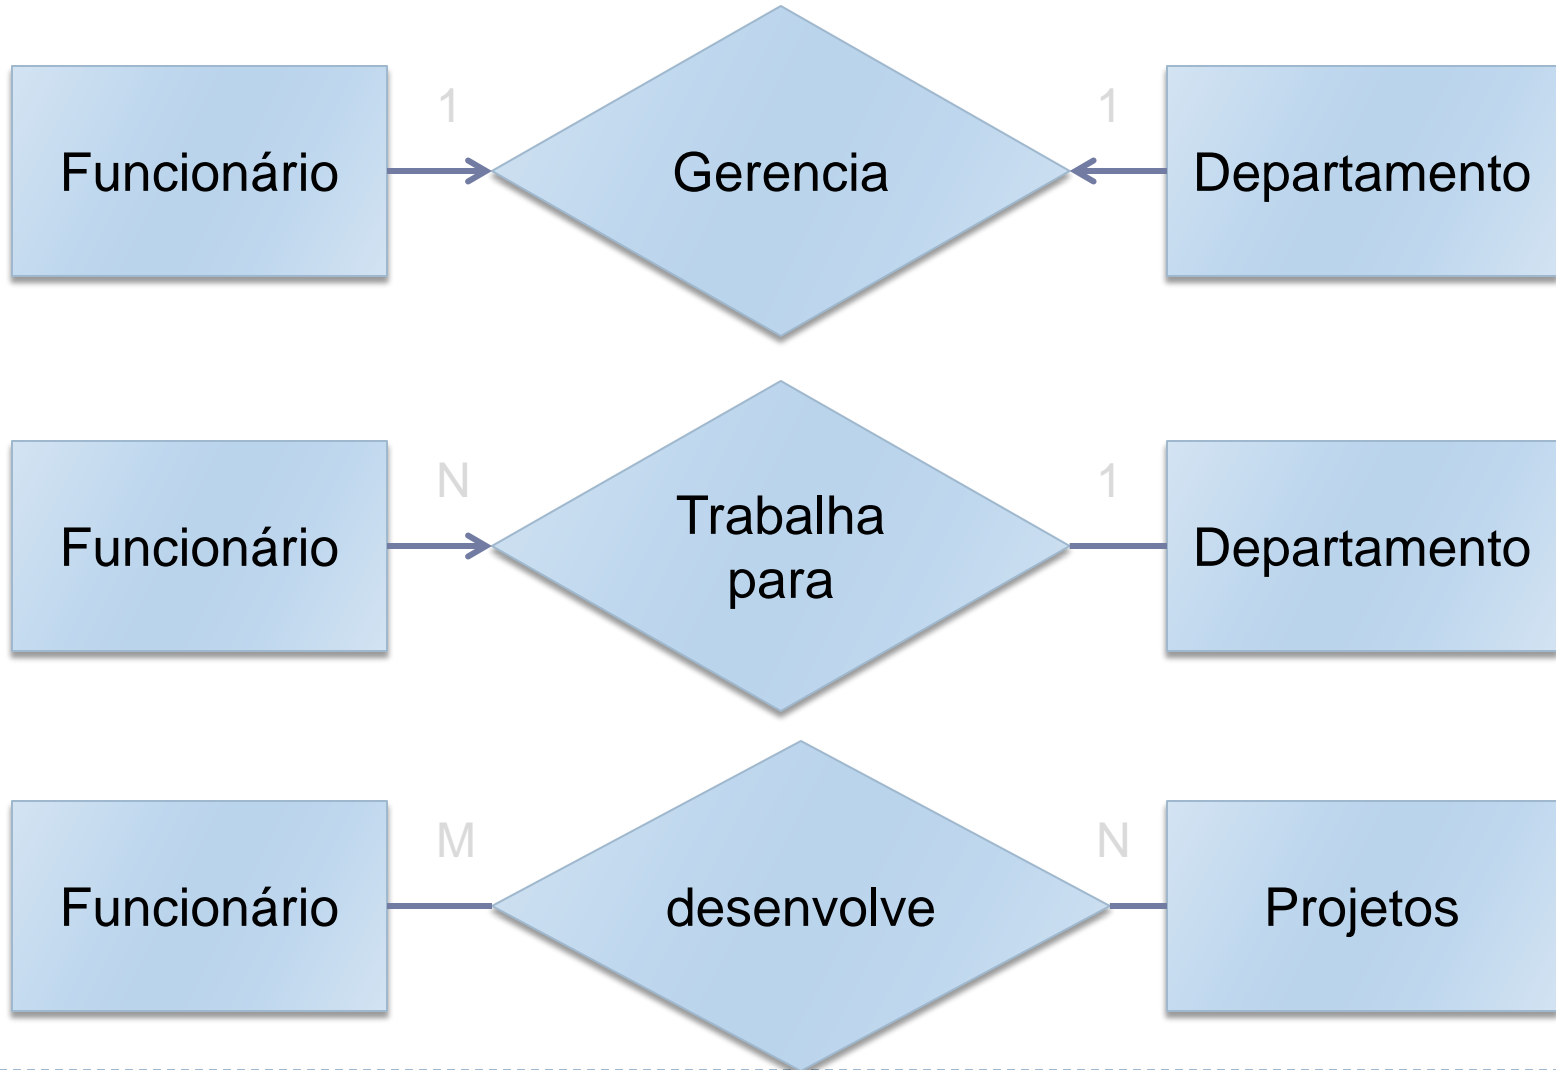 1
1
Funcionário
Gerencia
Departamento
N
1
Funcionário
Trabalha
para
Departamento
M
N
Funcionário
desenvolve
Projetos